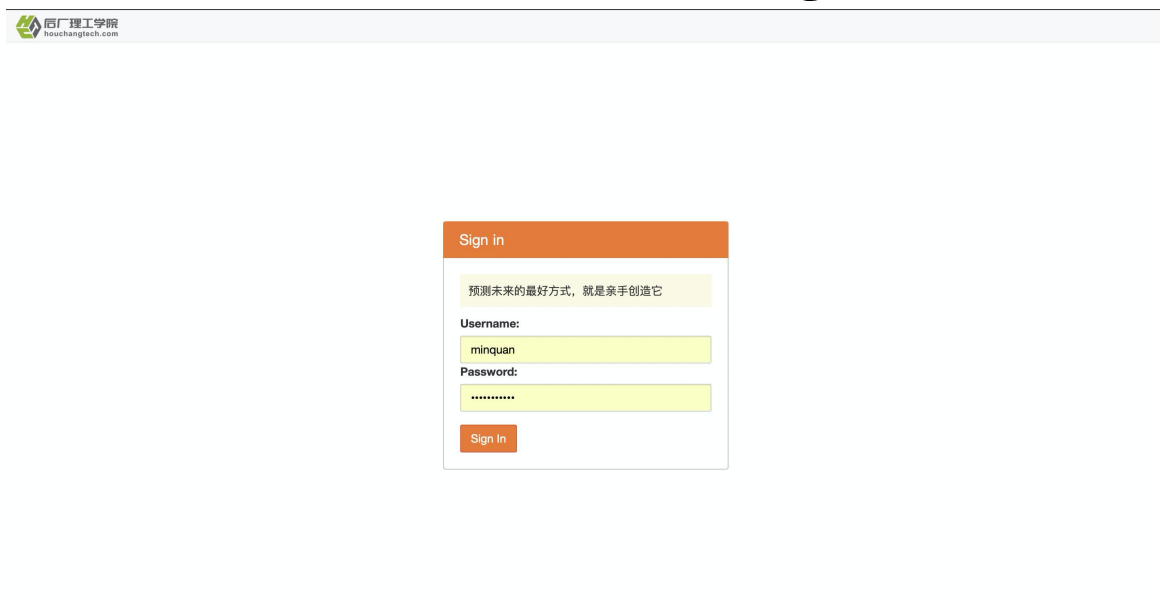 后厂理工学院
houchangtech.com
Sign in
预测未来的最好方式，就是亲手创造它
Username:
minquan
Password:
•••••••••••
Sign In